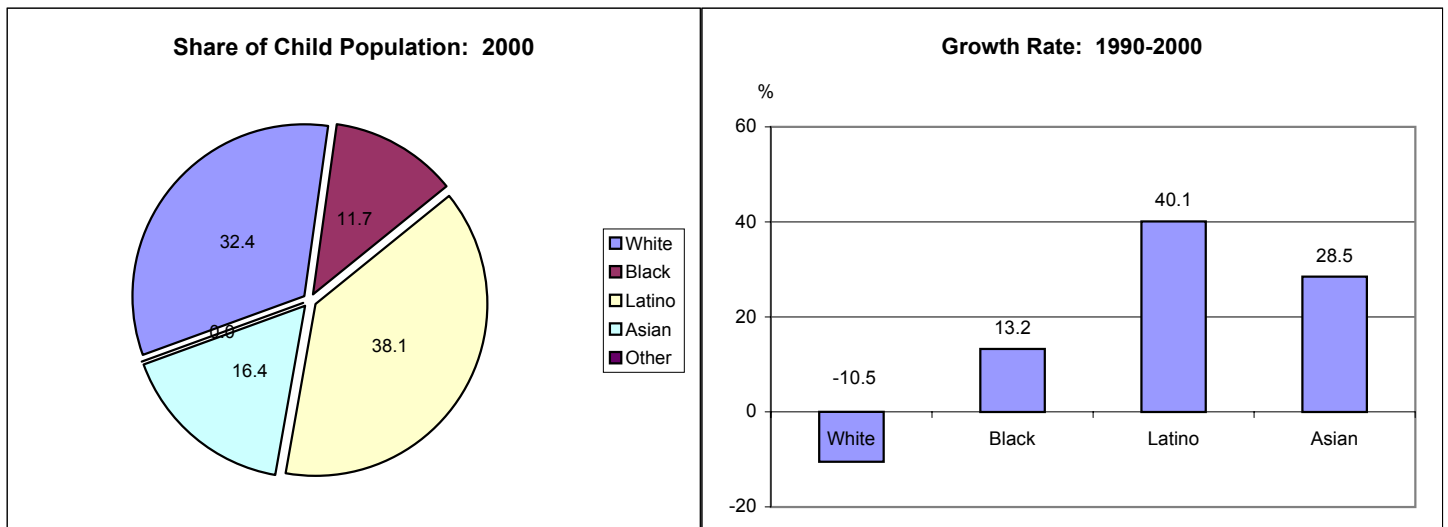 Share of Child Population: 2000
32.4
11.7
38.1
16.4
0.0
White
Black
Latino
Asian
Other
Growth Rate: 1990-2000
%
60
40
20
0
-20
-10.5
13.2
40.1
28.5
White
Black
Latino
Asian